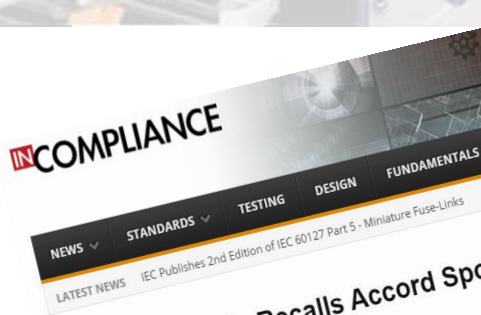 INCOMPLIANCE
NEWS STANDARDS TESTING DESIGN FUNDAMENTALS
LATEST NEWS IEC Publishes 2nd Edition of IEC 60127 Part 5 - Miniature Fuse-Links
Recalls Accord